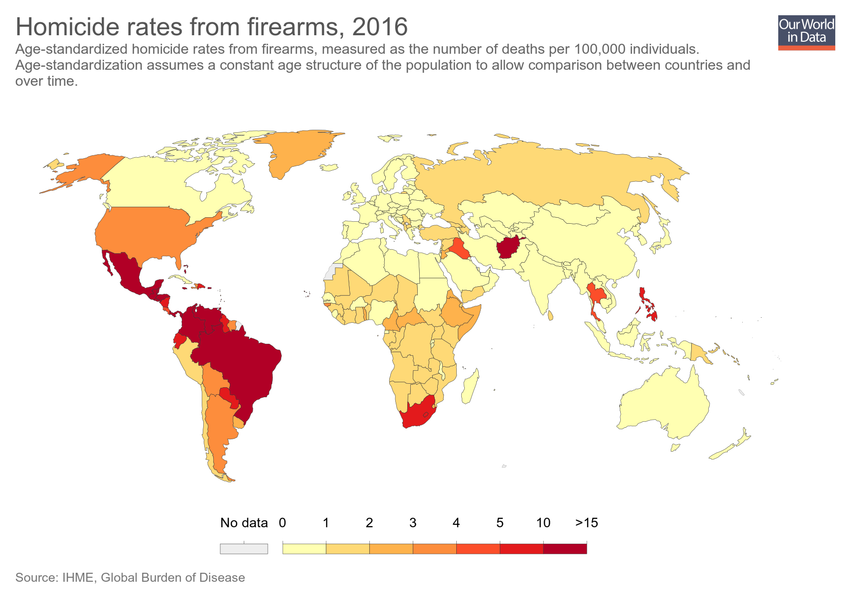 Homicide rates from firearms, 2016
Our World
in Data
Age-standardized homicide rates from firearms, measured as the number of deaths per 100,000 individuals.
Age-standardization assumes a constant age structure of the population to allow comparison between countries and
over time.
No data 0 1 2 3 4 5 10 >15
Source: IHME, Global Burden of Disease